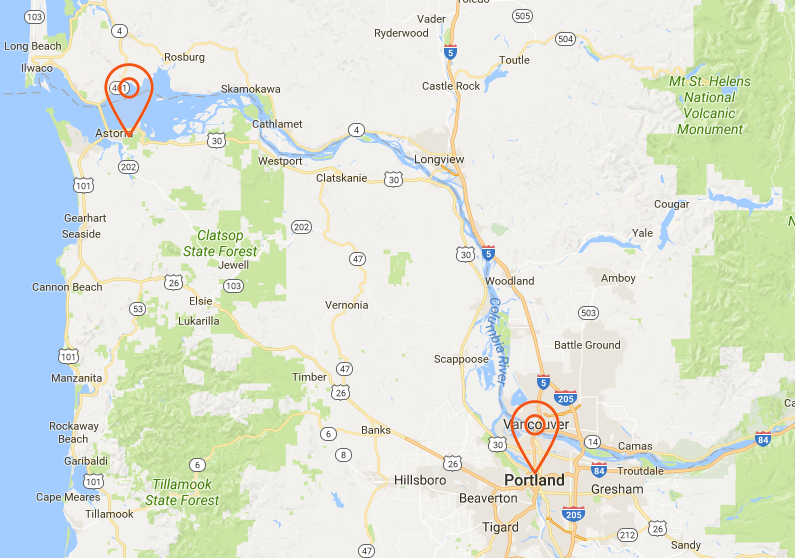 Toledo
103
Vader
505
4
Ryderwood
504
Long Beach
5
Rosburg
Toutle
Ilwaco
Castle Rock
Mt St. Helens
National
Volcanic
Monument
401
Skamokawa
Cathlamet
4
Astoria
30
Westport
Longview
202
Clatskanie
30
101
Cougar
Gearhart
202
Seaside
Yale
Clatsop
State Forest
30
5
47
Jewell
26
103
Woodland
Amboy
Cannon Beach
Elsie
Vernonia
53
503
Lukarilla
Columbia River
Battle Ground
101
Scappoose
47
Manzanita
Timber
5
26
205
Rockaway
Beach
Banks
6
Vancouver
84
30
14
Camas
8
Garibaldi
6
26
84
Troutdale
101
Hillsboro
Portland
Tillamook
State Forest
Gresham
Cape Meares
Beaverton
Tillamook
205
Tigard
26
212
47
Sandy